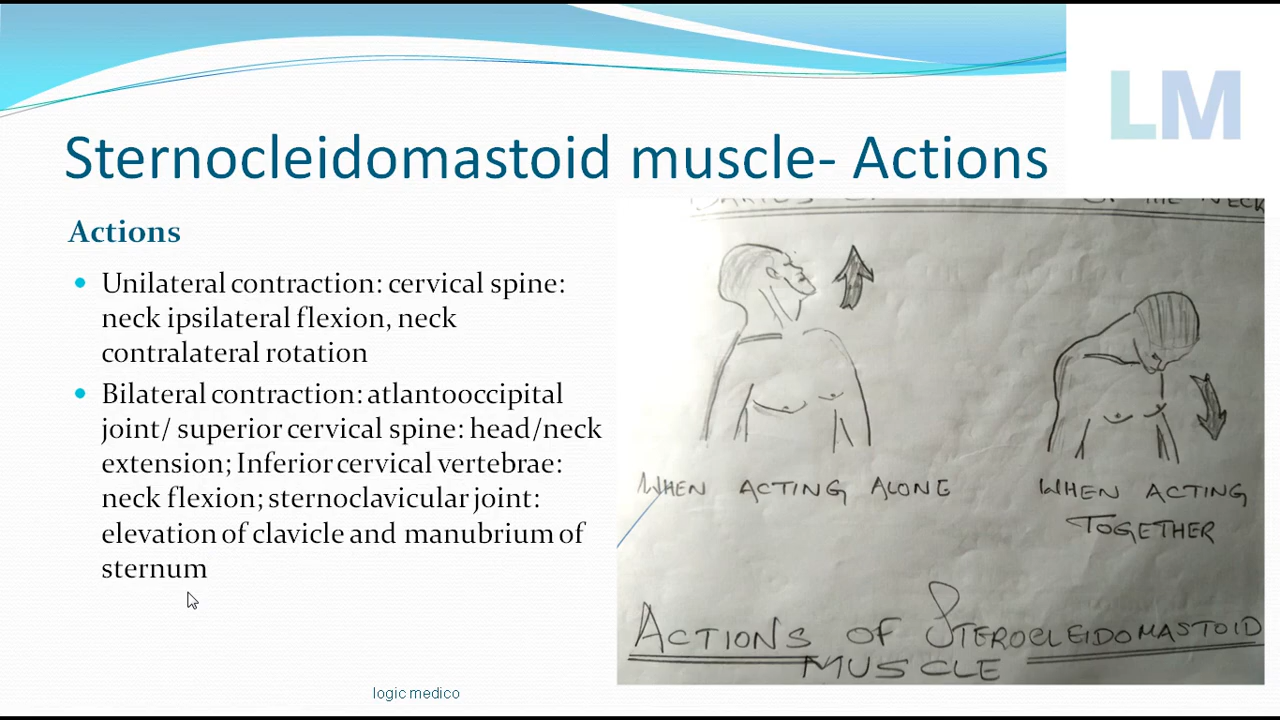 LM
Sternocleidomastoid muscle- Actions
Actions
Unilateral contraction: cervical spine:
neck ipsilateral flexion, neck
contralateral rotation
Bilateral contraction: atlantooccipital
joint/ superior cervical spine: head/neck
extension; Inferior cervical vertebrae:
neck flexion; sternoclavicular joint:
elevation of clavicle and manubrium of
sternum
THE NECK
WHEN ACTING ALONE
WHEN ACTING
TOGETHER
ACTIONS OF STEROCLEIDOMASTOID
MUSCLE
logic medico